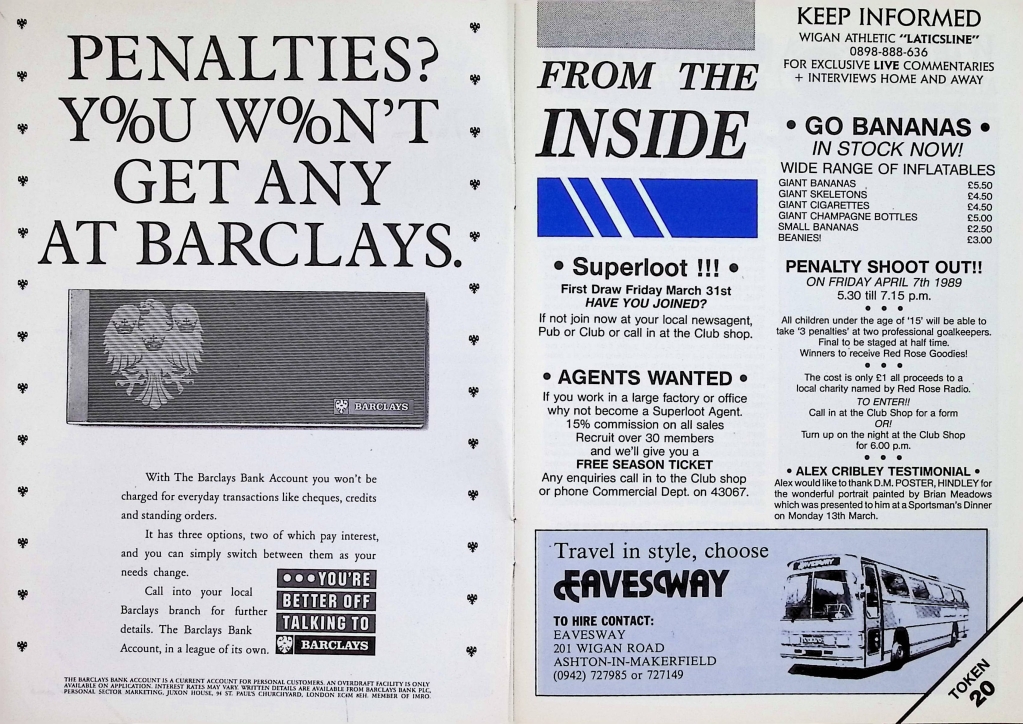 PENALTIES?
Y%U W%N'T
GET ANY
AT BARCLAYS.
BARCLAYS
With The Barclays Bank Account you won't be
charged for everyday transactions like cheques, credits
and standing orders.
It has three options, two of which pay interest,
and you can simply switch between them as your
needs change.
Call into your local
Barclays branch for further
details. The Barclays Bank
Account, in a league of its own.
•••YOU'RE
BETTER OFF
TALKING TO
BARCLAYS
THE BARCLAYS BANK ACCOUNT IS A CURRENT ACCOUNT FOR PERSONAL CUSTOMERS. AN OVERDRAFT FACILITY IS ONLY
AVAILABLE ON APPLICATION. INTEREST RATES MAY VARY. WRITTEN DETAILS ARE AVAILABLE FROM BARCLAYS BANK PLC,
PERSONAL SECTOR MARKETING, JUXON HOUSE, 94 ST. PAUL'S CHURCHYARD, LONDON EC4M 8EH. MEMBER OF IMRO.
FROM THE
INSIDE
• Superloot !!! •
First Draw Friday March 31st
HAVE YOU JOINED?
If not join now at your local newsagent,
Pub or Club or call in at the Club shop.
• AGENTS WANTED •
If you work in a large factory or office
why not become a Superloot Agent.
15% commission on all sales
Recruit over 30 members
and we'll give you a
FREE SEASON TICKET
Any enquiries call in to the Club shop
or phone Commercial Dept. on 43067.
KEEP INFORMED
WIGAN ATHLETIC "LATICSLINE"
0898-888-636
FOR EXCLUSIVE LIVE COMMENTARIES
+ INTERVIEWS HOME AND AWAY
• GO BANANAS •
IN STOCK NOW!
WIDE RANGE OF INFLATABLES
GIANT BANANAS £5.50
GIANT SKELETONS £4.50
GIANT CIGARETTES £4.50
GIANT CHAMPAGNE BOTTLES £5.00
SMALL BANANAS £2.50
BEANIES! £3.00
PENALTY SHOOT OUT!!
ON FRIDAY APRIL 7th 1989
5.30 till 7.15 p.m.
• • •
All children under the age of '15' will be able to
take '3 penalties' at two professional goalkeepers.
Final to be staged at half time.
Winners to receive Red Rose Goodies!
• • •
The cost is only £1 all proceeds to a
local charity named by Red Rose Radio.
TO ENTER!!
Call in at the Club Shop for a form
OR!
Turn up on the night at the Club Shop
for 6.00 p.m.
• • •
• ALEX CRIBLEY TESTIMONIAL •
Alex would like to thank D.M. POSTER, HINDLEY for
the wonderful portrait painted by Brian Meadows
which was presented to him at a Sportsman's Dinner
on Monday 13th March.
Travel in style, choose
EAVESWAY
TO HIRE CONTACT:
EAVESWAY
201 WIGAN ROAD
ASHTON-IN-MAKERFIELD
(0942) 727985 or 727149
EAVESWAY
TOKEN
20